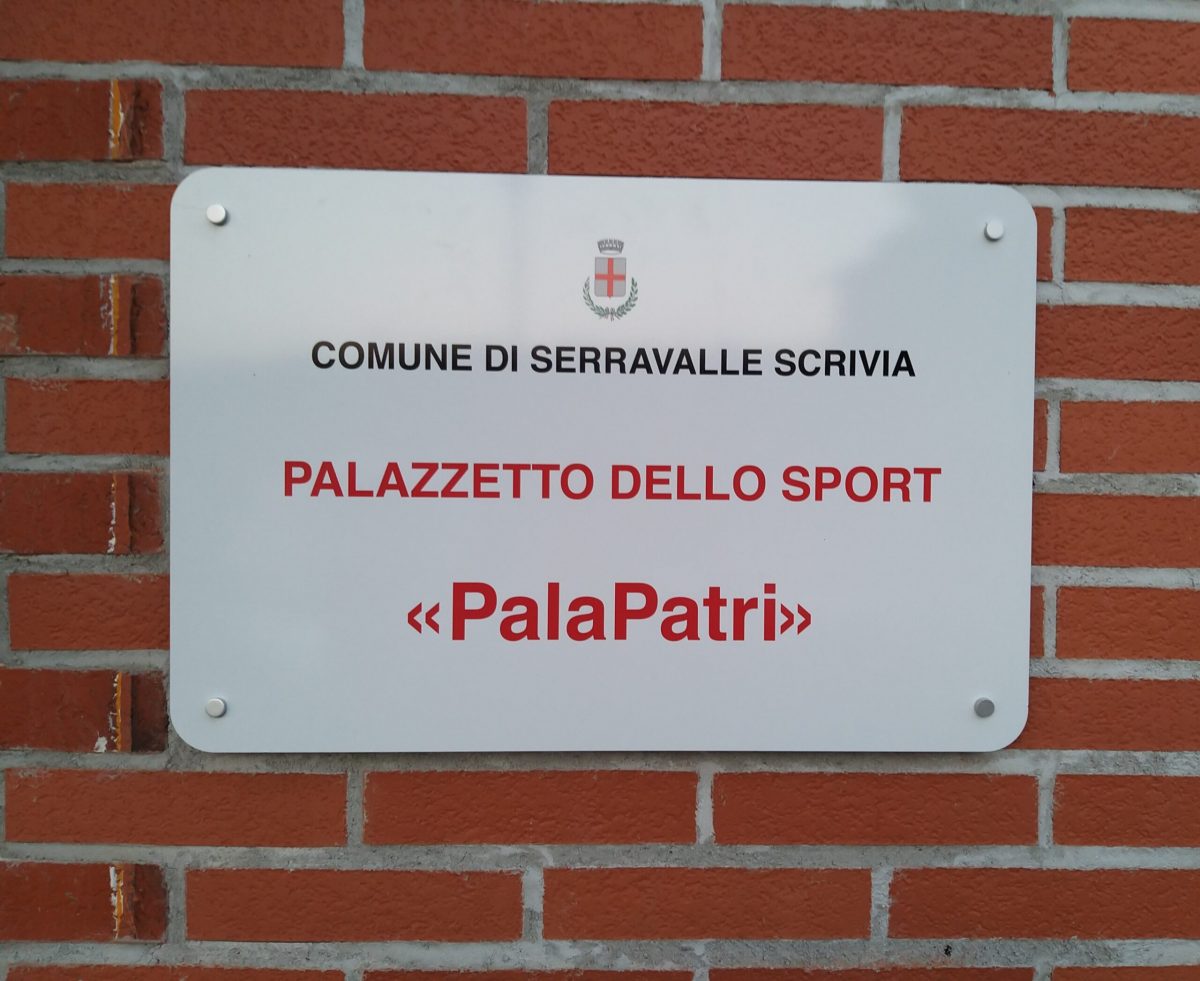 COMUNE DI SERRAVALLE SCRIVIA
PALAZZETTO DELLO SPORT
«PalaPatri»